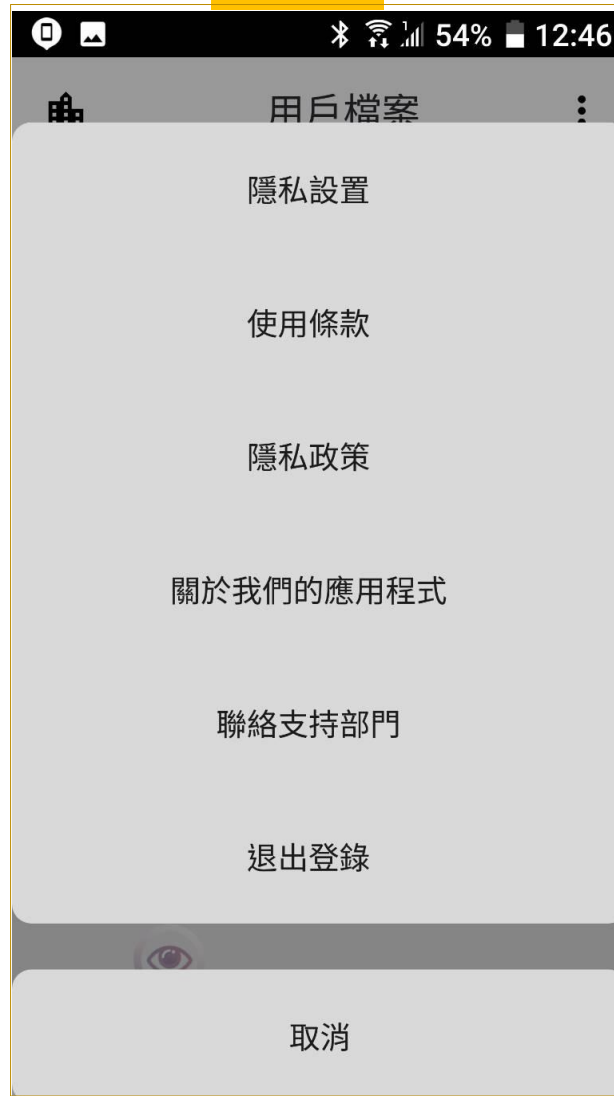 54% 12:46
用戶檔案
隱私設置
使用條款
隱私政策
關於我們的應用程式
聯絡支持部門
退出登錄
取消